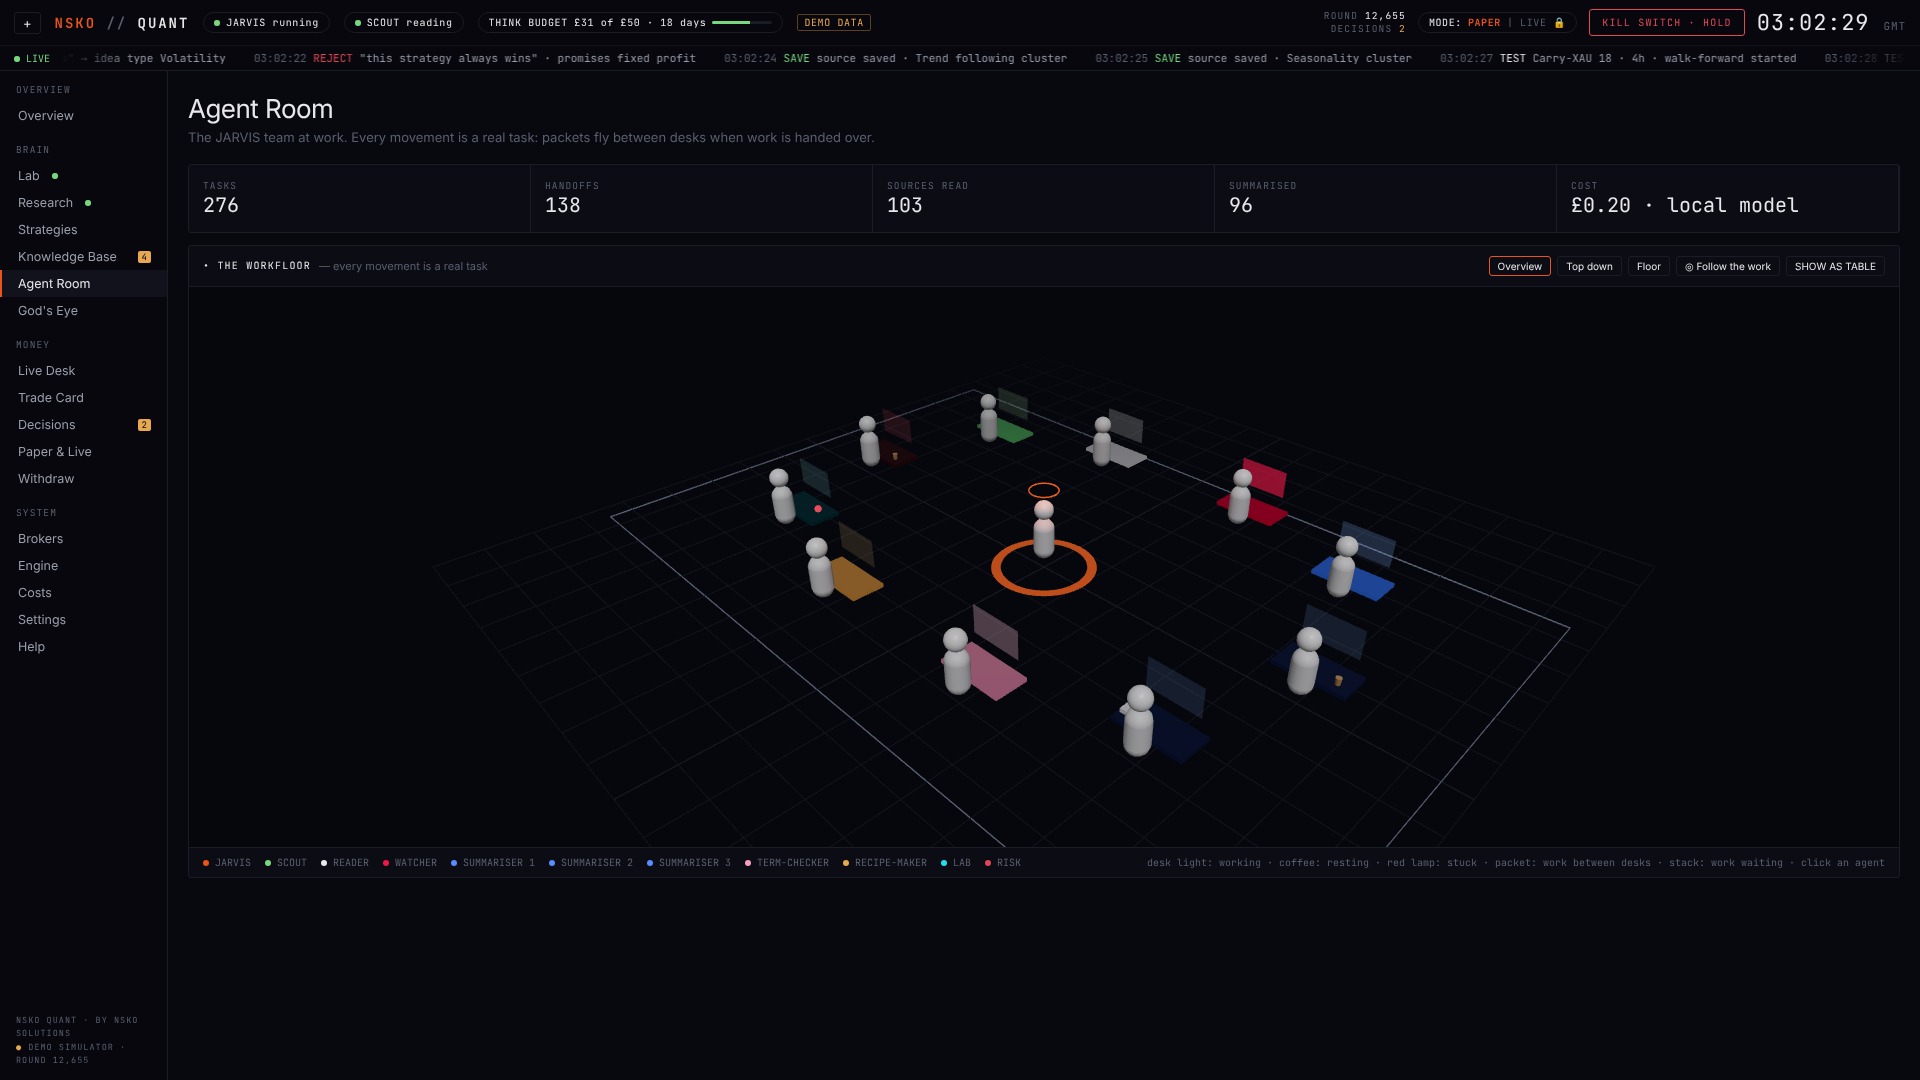 + NSKO // QUANT JARVIS running SCOUT reading THINK BUDGET £31 of £50 · 18 days DEMO DATA
ROUND 12,655
DECISIONS 2
MODE: PAPER | LIVE 🔒 KILL SWITCH · HOLD 03:02:29 GMT
LIVE → idea type Volatility 03:02:22 REJECT "this strategy always wins" · promises fixed profit 03:02:24 SAVE source saved · Trend following cluster 03:02:25 SAVE source saved · Seasonality cluster 03:02:27 TEST Carry-XAU 18 · 4h · walk-forward started 03:02:28
OVERVIEW
Overview
BRAIN
Lab
Research
Strategies
Knowledge Base 4
Agent Room
God's Eye
MONEY
Live Desk
Trade Card
Decisions 2
Paper & Live
Withdraw
SYSTEM
Brokers
Engine
Costs
Settings
Help
NSKO QUANT · BY NSKO
SOLUTIONS
DEMO SIMULATOR ·
ROUND 12,655
Agent Room
The JARVIS team at work. Every movement is a real task: packets fly between desks when work is handed over.
TASKS
276
HANDOFFS
138
SOURCES READ
103
SUMMARISED
96
COST
£0.20 · local model
• THE WORKFLOOR — every movement is a real task
Overview Top down Floor ◎ Follow the work SHOW AS TABLE
JARVIS SCOUT READER WATCHER SUMMARISER 1 SUMMARISER 2 SUMMARISER 3 TERM-CHECKER RECIPE-MAKER LAB RISK
desk light: working · coffee: resting · red lamp: stuck · packet: work between desks · stack: work waiting · click an agent